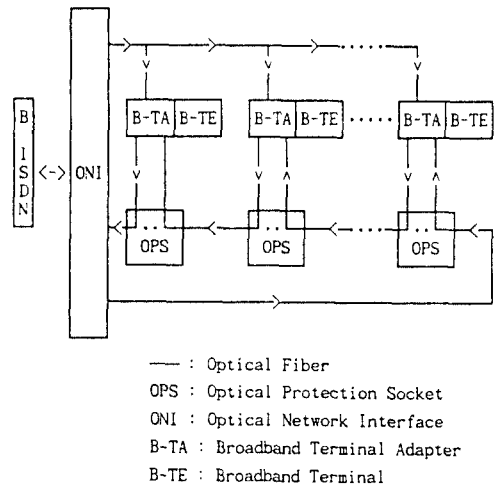 B ISDN
<->
ONI
B-TA B-TE B-TA B-TE B-TA B-TE
OPS OPS OPS
— : Optical Fiber
OPS : Optical Protection Socket
ONI : Optical Network Interface
B-TA : Broadband Terminal Adapter
B-TE : Broadband Terminal